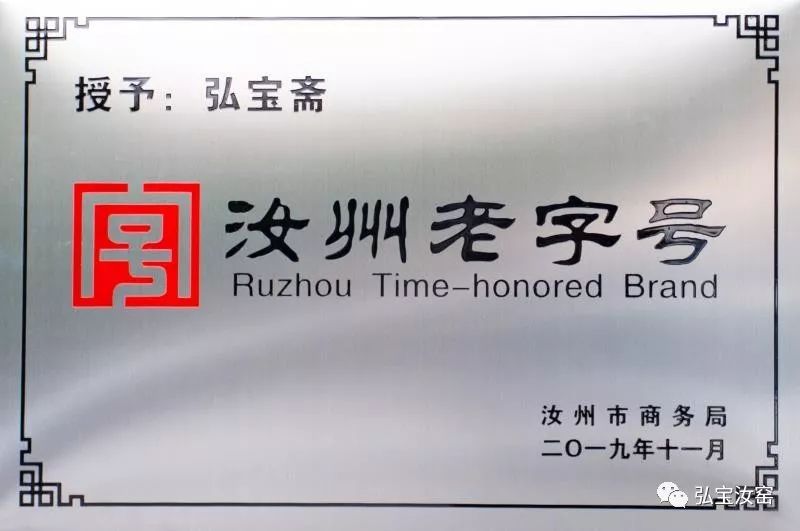 授予：弘宝斋
汝州老字号
Ruzhou Time-honored Brand
汝州市商务局
二〇一九年十一月
弘宝汝窑